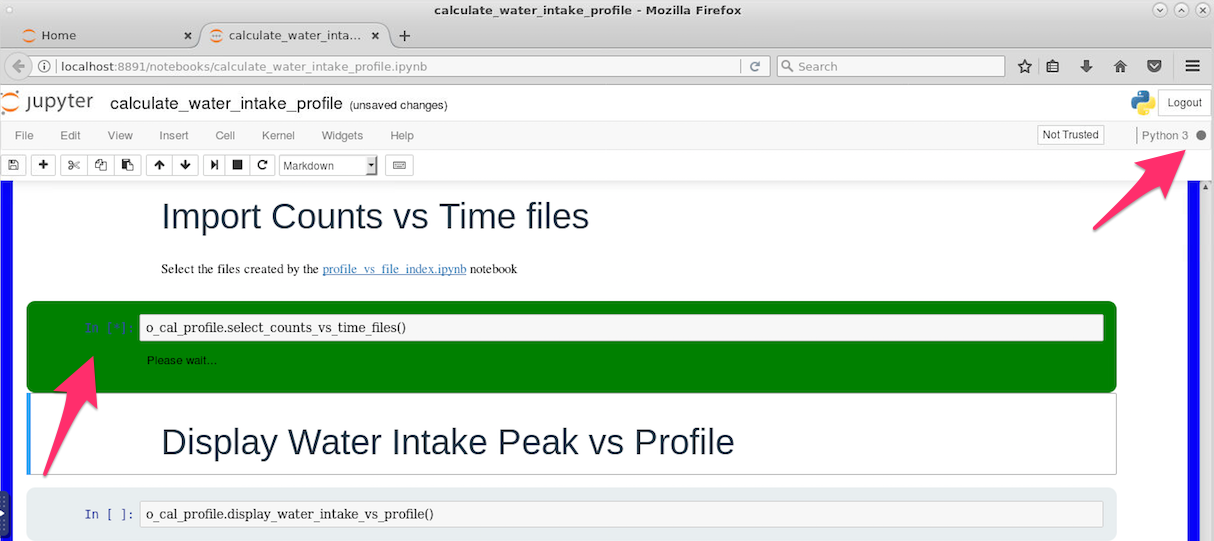 calculate_water_intake_profile - Mozilla Firefox
Home
calculate_water_inta...
localhost:8891/notebooks/calculate_water_intake_profile.ipynb
Search
jupyter calculate_water_intake_profile (unsaved changes)
Logout
File Edit View Insert Cell Kernel Widgets Help
Not Trusted
Python 3
Markdown
Import Counts vs Time files
Select the files created by the profile_vs_file_index.ipynb notebook
In [*]: o_cal_profile.select_counts_vs_time_files()
Please wait...
Display Water Intake Peak vs Profile
In [ ]: o_cal_profile.display_water_intake_vs_profile()